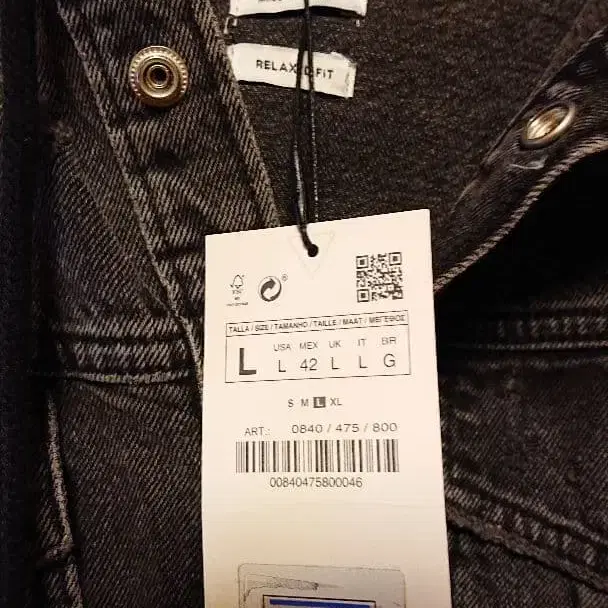 RELAXED FIT
TALLA / SIZE / TAMANHO / TAILLE / MAAT / ΜΕΓΕΘΟΣ
L
USA MEX UK IT BR
L 42 L L G
S M L XL
ART.: 0840 / 475 / 800
00840475800046